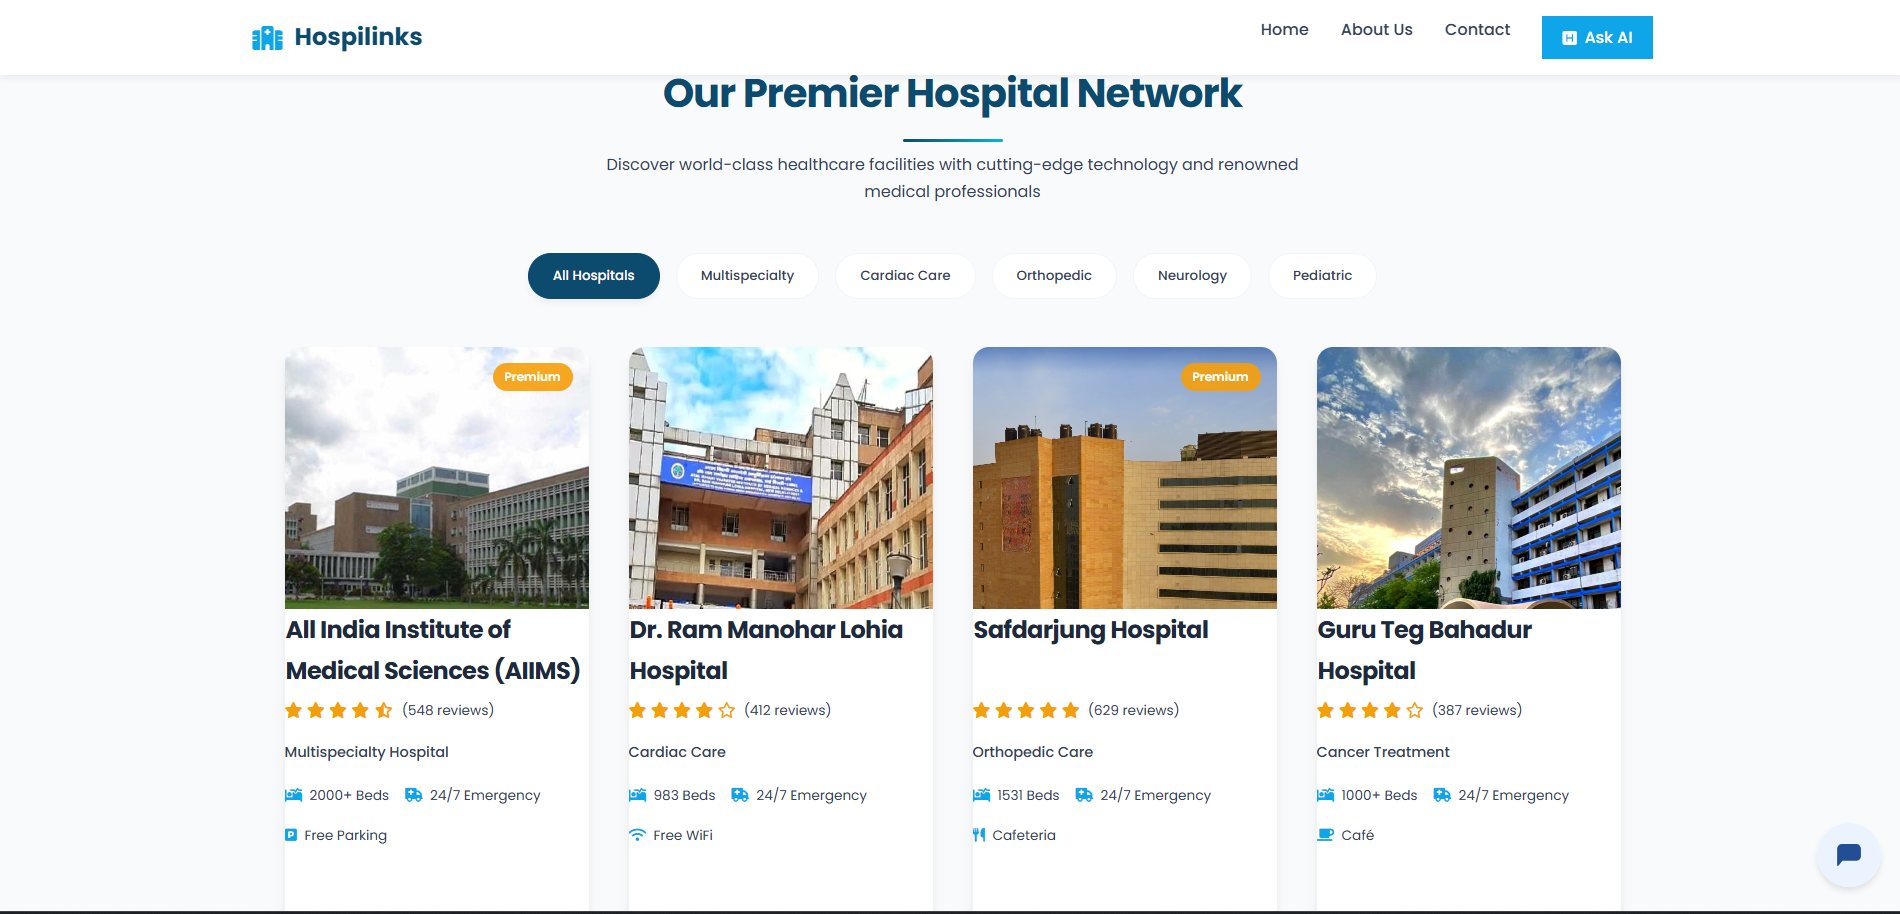 Hospilinks
Home
About Us
Contact
Ask AI
Our Premier Hospital Network
Discover world-class healthcare facilities with cutting-edge technology and renowned
medical professionals
All Hospitals
Multispecialty
Cardiac Care
Orthopedic
Neurology
Pediatric
Premium
All India Institute of
Medical Sciences (AIIMS)
(548 reviews)
Multispecialty Hospital
2000+ Beds
24/7 Emergency
Free Parking
Dr. Ram Manohar Lohia
Hospital
(412 reviews)
Cardiac Care
983 Beds
24/7 Emergency
Free WiFi
Premium
Safdarjung Hospital
(629 reviews)
Orthopedic Care
1531 Beds
24/7 Emergency
Cafeteria
Guru Teg Bahadur
Hospital
(387 reviews)
Cancer Treatment
1000+ Beds
24/7 Emergency
Café